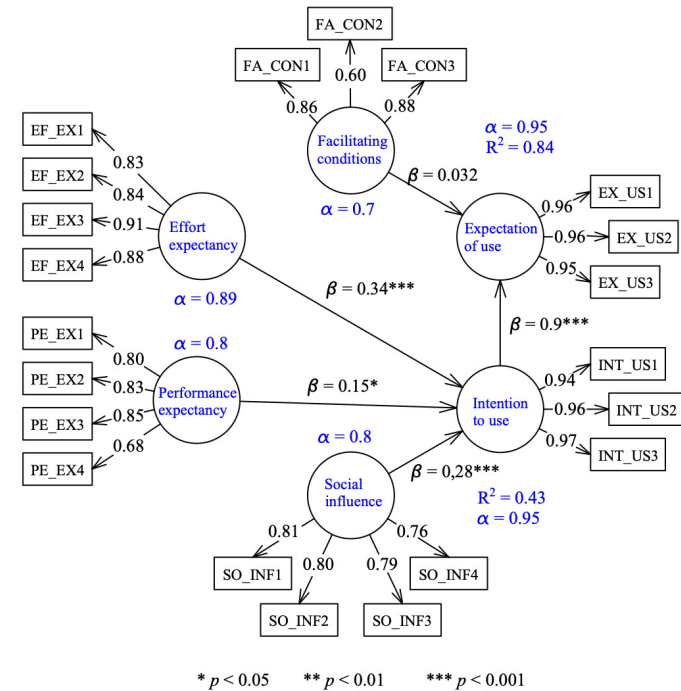 FA_CON2
FA_CON1
FA_CON3
0.60
0.86
0.88
Facilitating
conditions
α = 0.7
α = 0.95
R² = 0.84
β = 0.032
EF_EX1
EF_EX2
EF_EX3
EF_EX4
0.83
0.84
0.91
0.88
Effort
expectancy
α = 0.89
Expectation
of use
0.96
0.96
0.95
EX_US1
EX_US2
EX_US3
β = 0.34***
β = 0.9***
PE_EX1
PE_EX2
PE_EX3
PE_EX4
0.80
0.83
0.85
0.68
α = 0.8
Performance
expectancy
β = 0.15*
Intention
to use
0.94
0.96
0.97
INT_US1
INT_US2
INT_US3
α = 0.8
β = 0,28***
Social
influence
R² = 0.43
α = 0.95
0.81
0.80
0.79
0.76
SO_INF1
SO_INF2
SO_INF3
SO_INF4
* p < 0.05 ** p < 0.01 *** p < 0.001